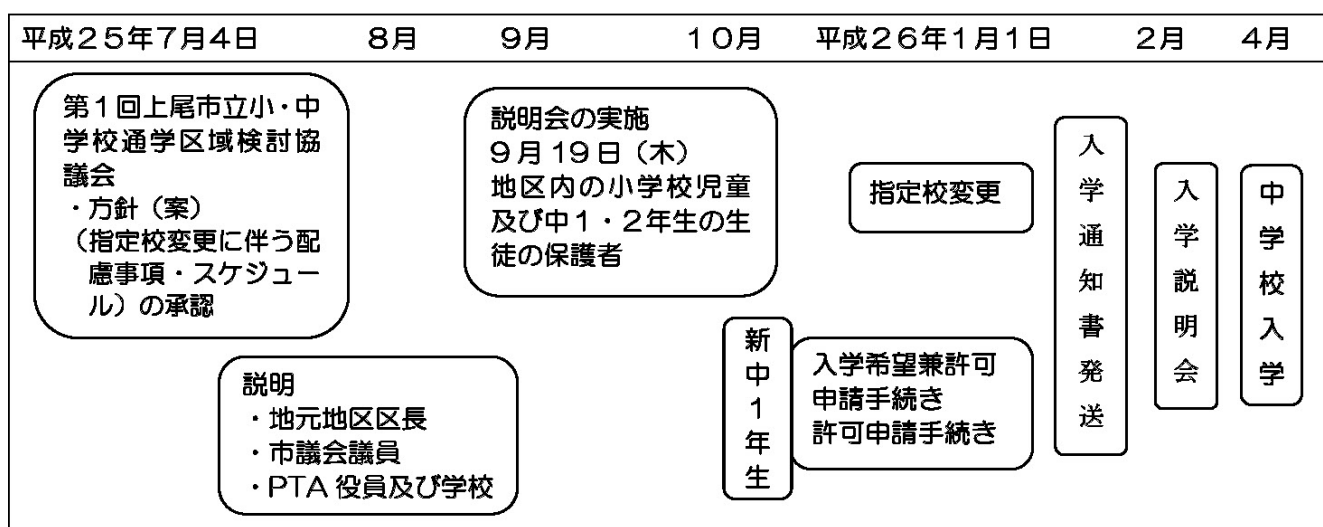 平成25年7月4日 8月 9月 10月 平成26年1月1日 2月 4月
第1回上尾市立小・中
学校通学区域検討協
議会
・方針（案）
（指定校変更に伴う配
慮事項・スケジュー
ル）の承認
説明
・地元地区区長
・市議会議員
・PTA 役員及び学校
説明会の実施
9月19日（木）
地区内の小学校児童
及び中1・2年生の生
徒の保護者
新中1年生
指定校変更
入学希望兼許可
申請手続き
許可申請手続き
入学通知書発送
入学説明会
中学校入学